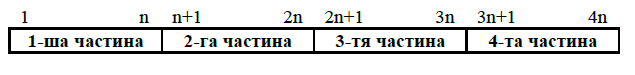 1 n n+1 2n 2n+1 3n 3n+1 4n
1-ша частина 2-га частина 3-тя частина 4-та частина